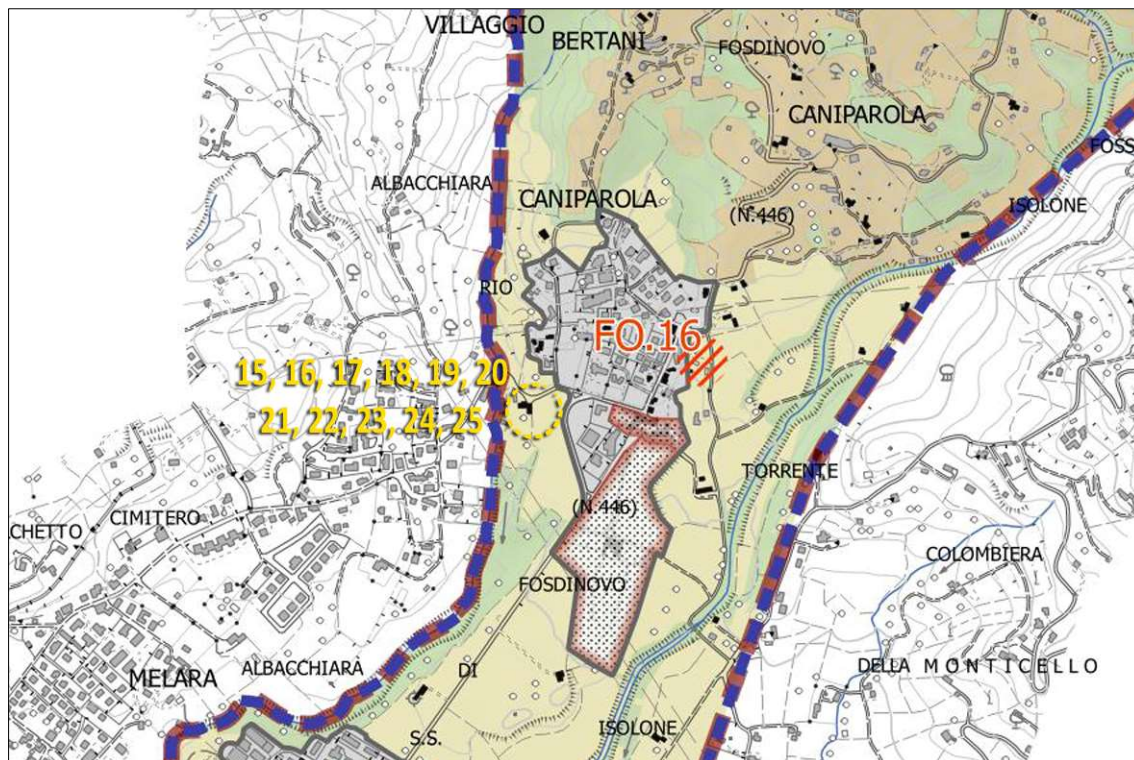 VILLAGGIO
BERTANI
FOSDINOVO
CANIPAROLA
FOSS
ALBACCHIARA
CANIPAROLA
(N.446)
ISOLONE
RIO
FO.16
15, 16, 17, 18, 19, 20
21, 22, 23, 24, 25
TORRENTE
(N.446)
CHETTO
CIMITERO
COLOMBIERA
FOSDINOVO
MELARA
ALBACCHIARÀ
DI
DELLA MONTICELLO
ISOLONE
S.S.